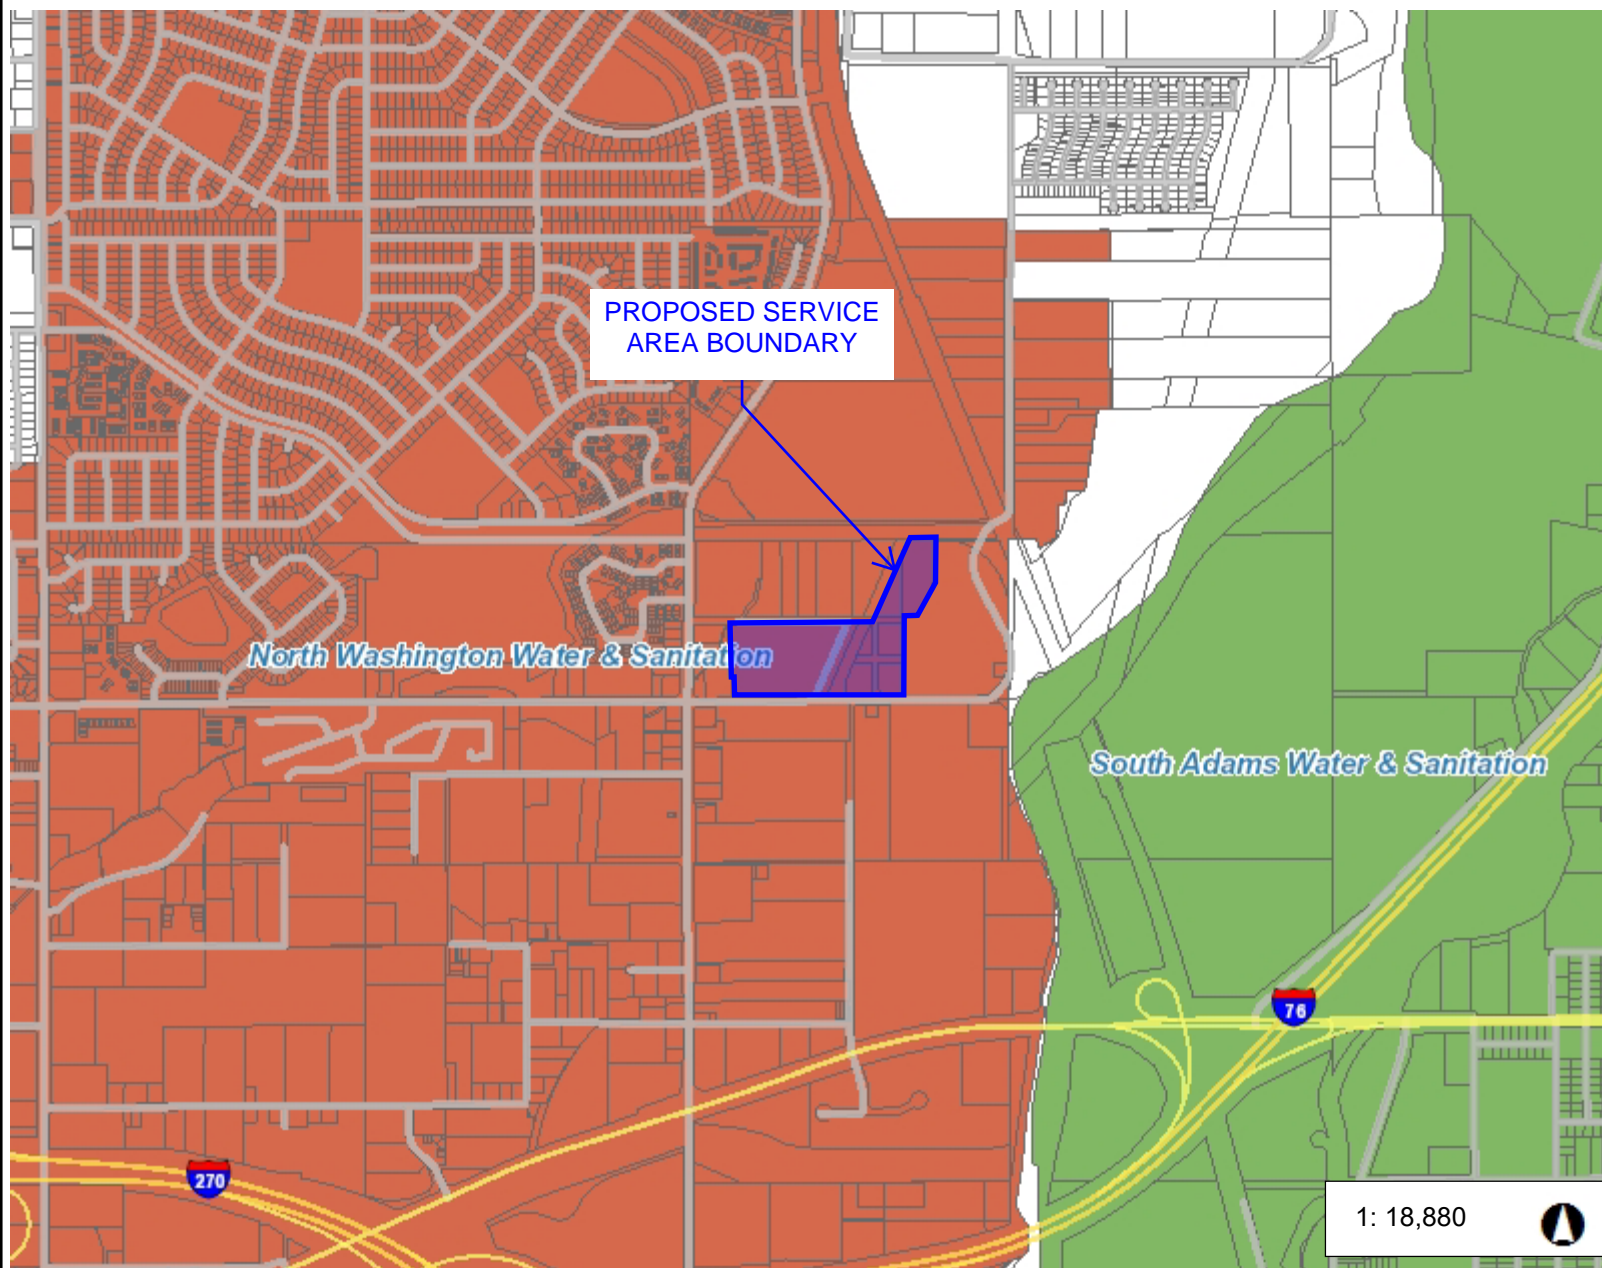 PROPOSED SERVICE
AREA BOUNDARY
North Washington Water & Sanitation
South Adams Water & Sanitation
76
270
1: 18,880